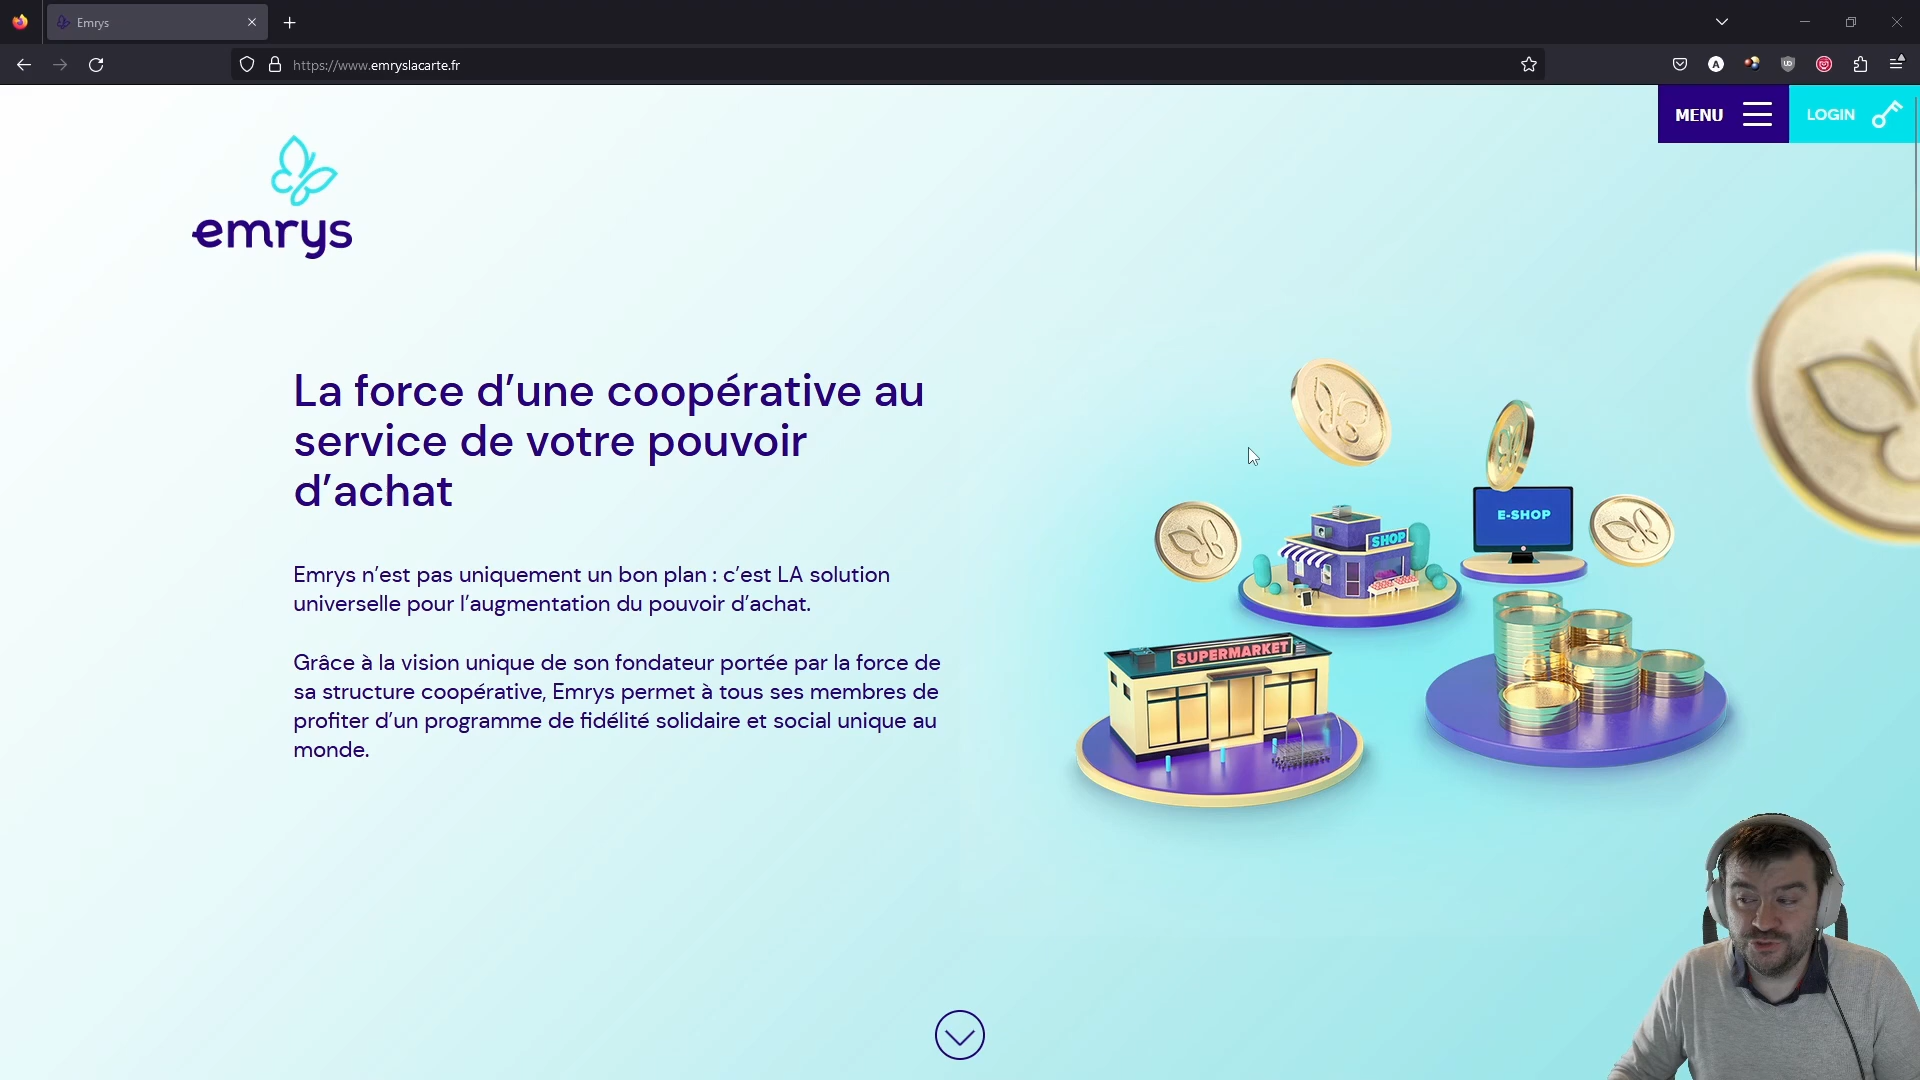 Emrys
https://www.emryslacarte.fr
MENU
LOGIN
emrys
La force d’une coopérative au
service de votre pouvoir
d’achat
Emrys n’est pas uniquement un bon plan : c’est LA solution
universelle pour l’augmentation du pouvoir d’achat.
Grâce à la vision unique de son fondateur portée par la force de
sa structure coopérative, Emrys permet à tous ses membres de
profiter d’un programme de fidélité solidaire et social unique au
monde.
E-SHOP
SHOP
SUPERMARKET